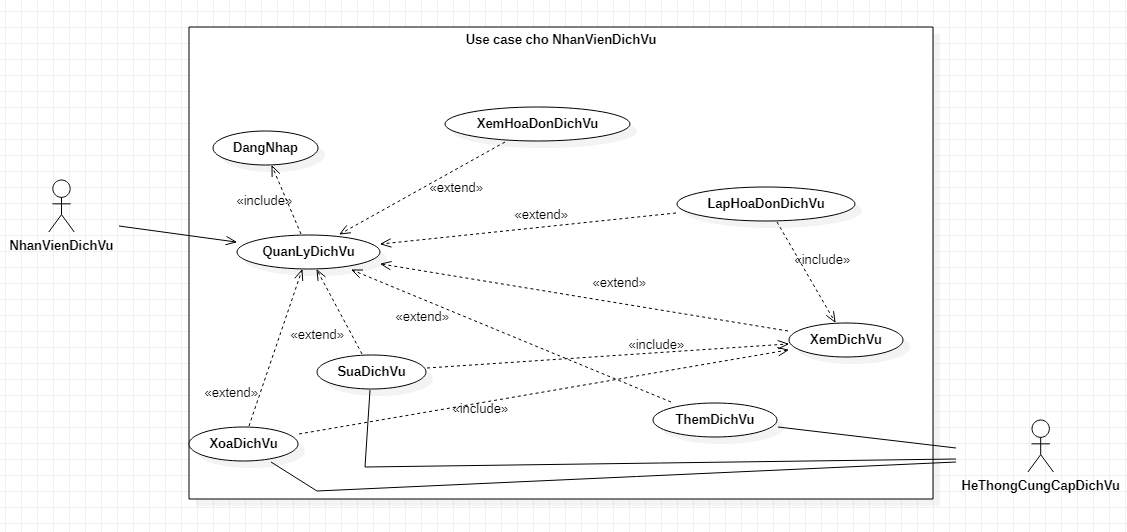 Use case cho NhanVienDichVu
XemHoaDonDichVu
DangNhap
«extend»
«include»
LapHoaDonDichVu
«extend»
NhanVienDichVu
QuanLyDichVu
«include»
«extend»
«extend»
«extend»
XemDichVu
«include»
SuaDichVu
«extend»
«include»
ThemDichVu
XoaDichVu
HeThongCungCapDichVu